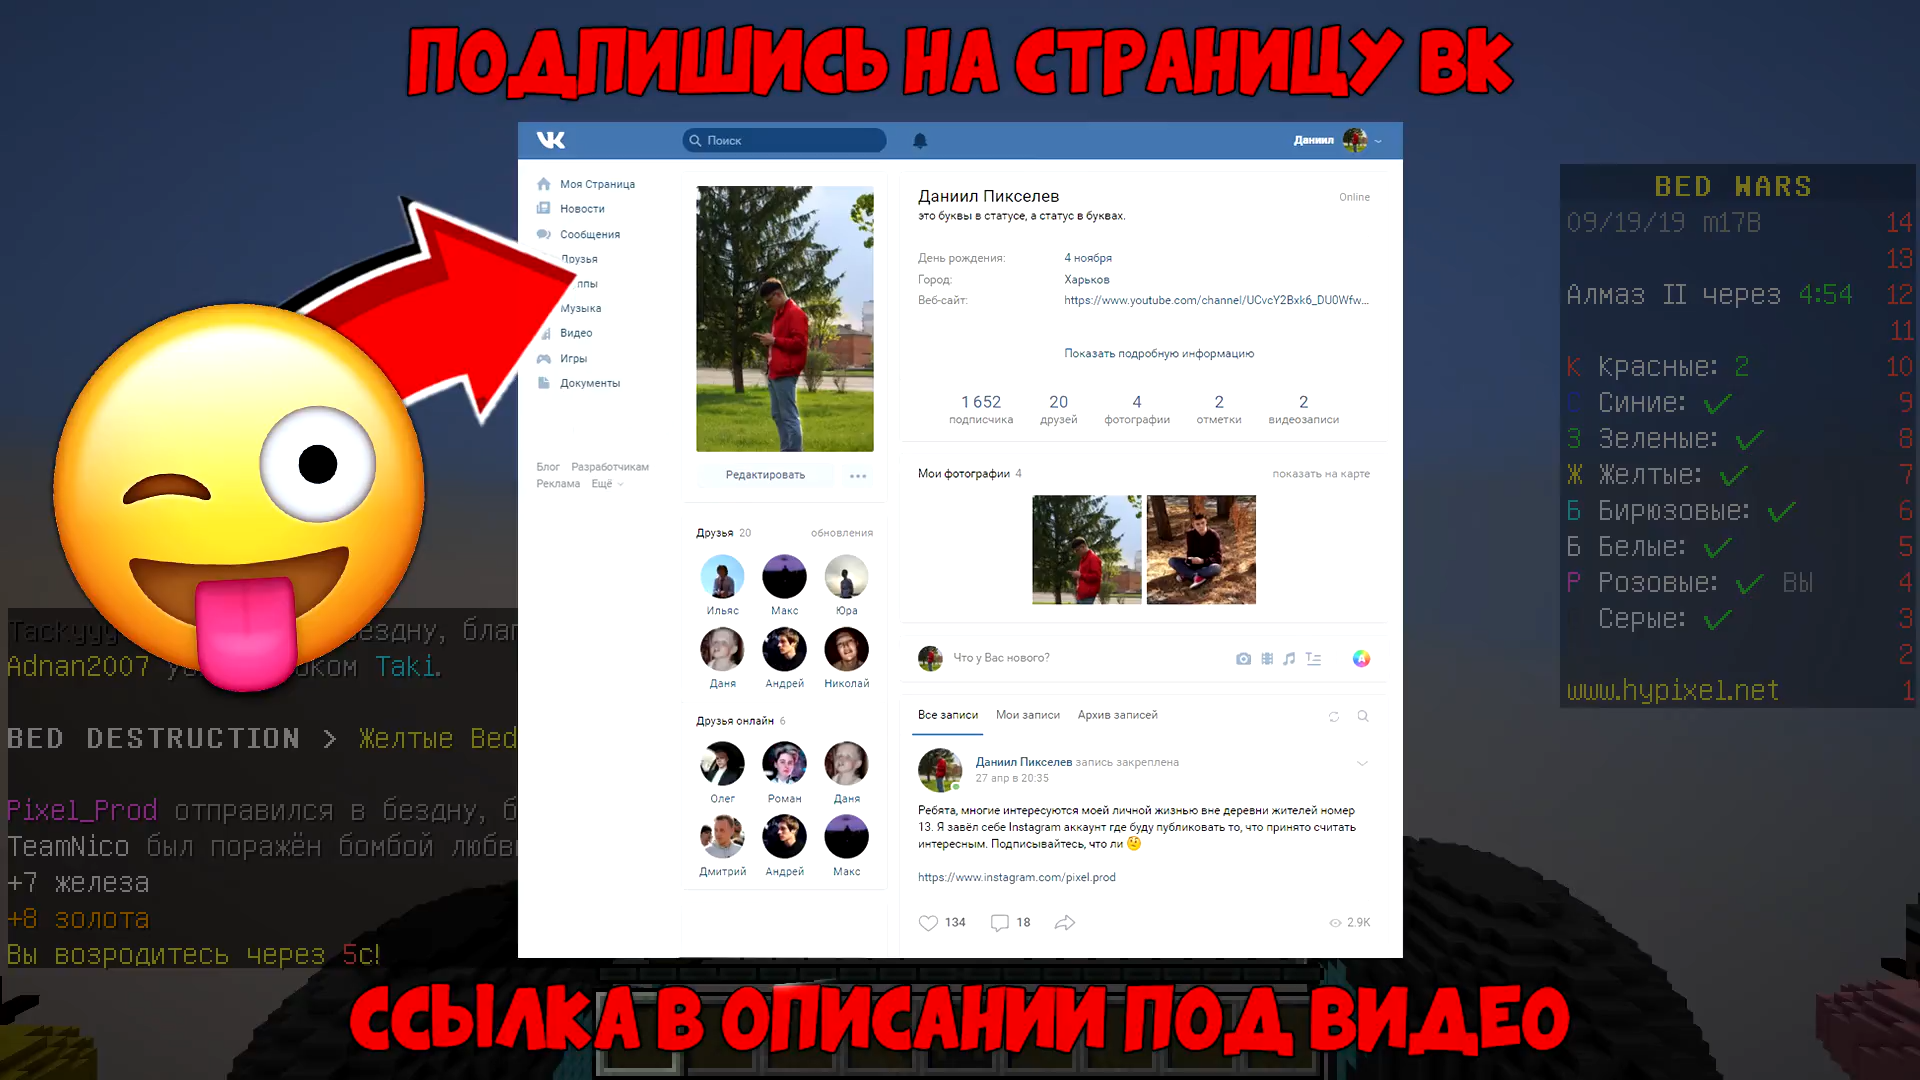 ПОДПИШИСЬ НА СТРАНИЦУ ВК
Поиск
Даниил
Моя Страница
Новости
Сообщения
Друзья
Музыка
Видео
Игры
Документы
Блог Разработчикам
Реклама Ещё
Редактировать
Друзья 20 обновления
Ильяс Макс Юра
Даня Андрей Николай
Друзья онлайн 6
Олег Роман Даня
Дмитрий Андрей Макс
Даниил Пикселев Online
это буквы в статусе, а статус в буквах.
День рождения: 4 ноября
Город: Харьков
Веб-сайт: https://www.youtube.com/channel/UCvcY2Bxk6_DU0Wfw...
Показать подробную информацию
1 652 20 4 2 2
подписчика друзей фотографии отметки видеозаписи
Мои фотографии 4 показать на карте
Что у Вас нового?
Все записи Мои записи Архив записей
Даниил Пикселев запись закреплена
27 апр в 20:35
Ребята, многие интересуются моей личной жизнью вне деревни жителей номер
13. Я завёл себе Instagram аккаунт где буду публиковать то, что принято считать
интересным. Подписывайтесь, что ли
https://www.instagram.com/pixel.prod
134 18 2.9K
BED WARS
09/19/19 m17B 14
13
Алмаз II через 4:54 12
11
К Красные: 2 10
С Синие: ✓ 9
З Зеленые: ✓ 8
Ж Желтые: ✓ 7
Б Бирюзовые: ✓ 6
Б Белые: ✓ 5
Р Розовые: ✓ ВЫ 4
Серые: ✓ 3
2
www.hypixel.net 1
Adnan2007 Taki.
BED DESTRUCTION > Желтые Bed
Pixel_Prod отправился в бездну, б
TeamNico был поражён бомбой любви
+7 железа
+8 золота
Вы возродитесь через 5с!
ССЫЛКА В ОПИСАНИИ ПОД ВИДЕО